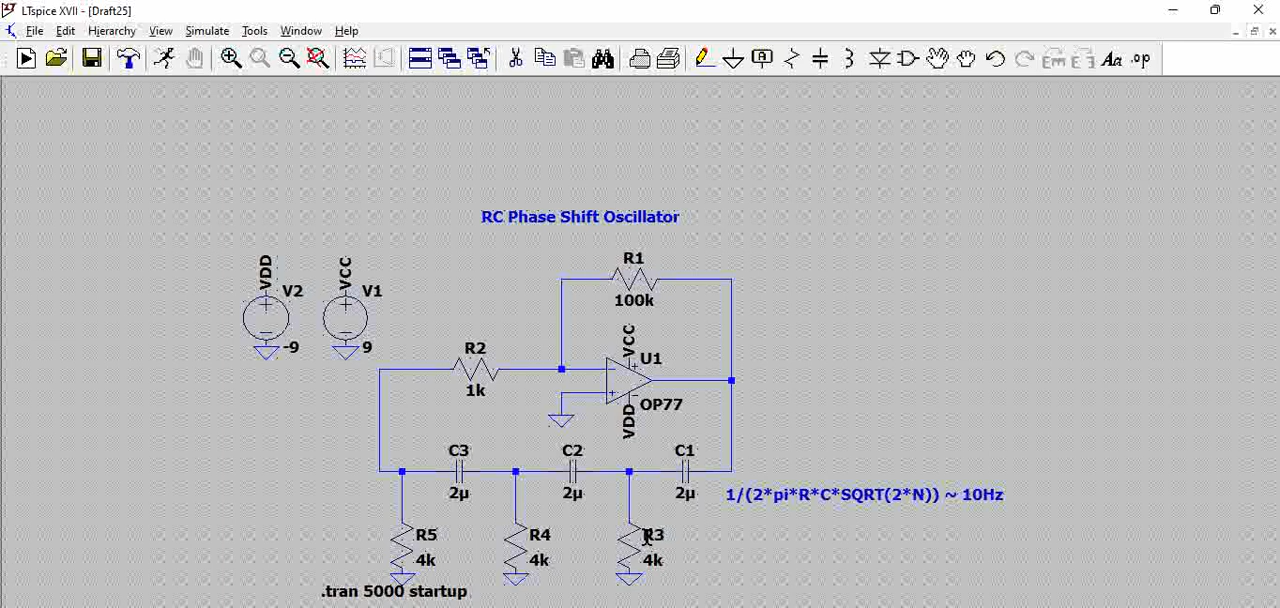 LTspice XVII - [Draft25]
File Edit Hierarchy View Simulate Tools Window Help
Aa .op
RC Phase Shift Oscillator
VDD V2 -9
VCC V1 9
R1
100k
R2
1k
VCC
U1
OP77
VDD
C3 C2 C1
2µ 2µ 2µ
1/(2*pi*R*C*SQRT(2*N)) ~ 10Hz
R5 R4 R3
4k 4k 4k
.tran 5000 startup